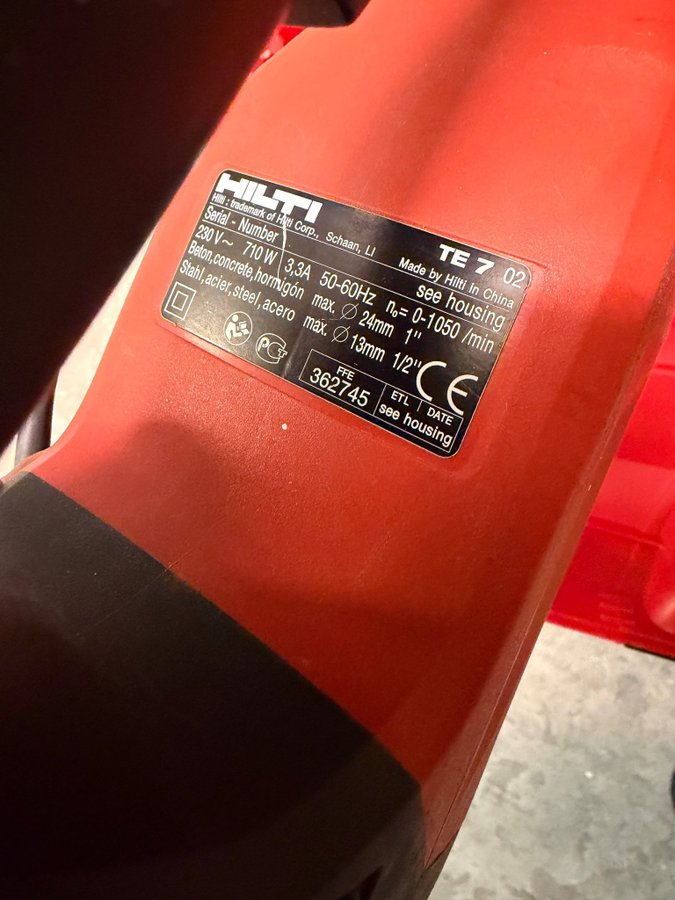 HILTI
Hilti : trademark of Hilti Corp., Schaan, LI
TE 7 02
Made by Hilti in China
Serial - Number see housing
230 V~ 710 W 3,3A 50-60Hz n₀= 0-1050 /min
Beton,concrete,hormigón max. ∅ 24mm 1"
Stahl,acier,steel,acero max. ∅ 13mm 1/2"
CE
FFE
362745
ETL | DATE
see housing